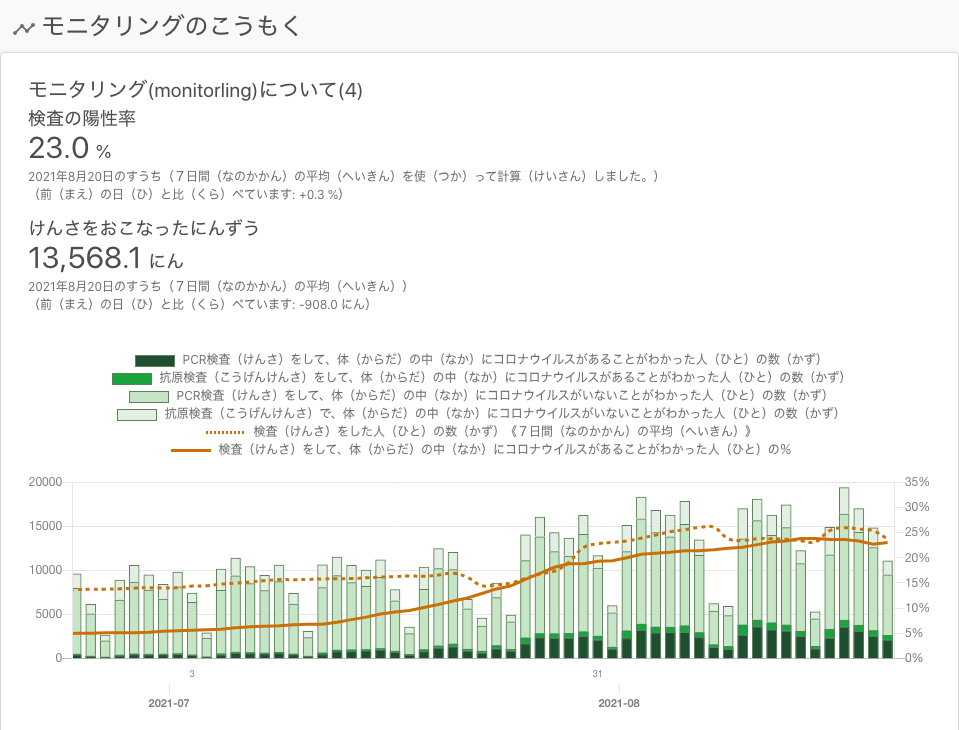 モニタリングのこうもく
モニタリング(monitorling)について(4)
検査の陽性率
23.0 %
2021年8月20日のすうち（７日間（なのかかん）の平均（へいきん）を使（つか）って計算（けいさん）しました。）
（前（まえ）の日（ひ）と比（くら）べています: +0.3 %）
けんさをおこなったにんずう
13,568.1 にん
2021年8月20日のすうち（７日間（なのかかん）の平均（へいきん））
（前（まえ）の日（ひ）と比（くら）べています: -908.0 にん）
PCR検査（けんさ）をして、体（からだ）の中（なか）にコロナウイルスがあることがわかった人（ひと）の数（かず）
抗原検査（こうげんけんさ）をして、体（からだ）の中（なか）にコロナウイルスがあることがわかった人（ひと）の数（かず）
PCR検査（けんさ）をして、体（からだ）の中（なか）にコロナウイルスがいないことがわかった人（ひと）の数（かず）
抗原検査（こうげんけんさ）で、体（からだ）の中（なか）にコロナウイルスがいないことがわかった人（ひと）の数（かず）
検査（けんさ）をした人（ひと）の数（かず）《７日間（なのかかん）の平均（へいきん）》
検査（けんさ）をして、体（からだ）の中（なか）にコロナウイルスがあることがわかった人（ひと）の%
20000 35%
30%
15000 25%
10000 20%
15%
5000 10%
5%
0 0%
3 31
2021-07 2021-08